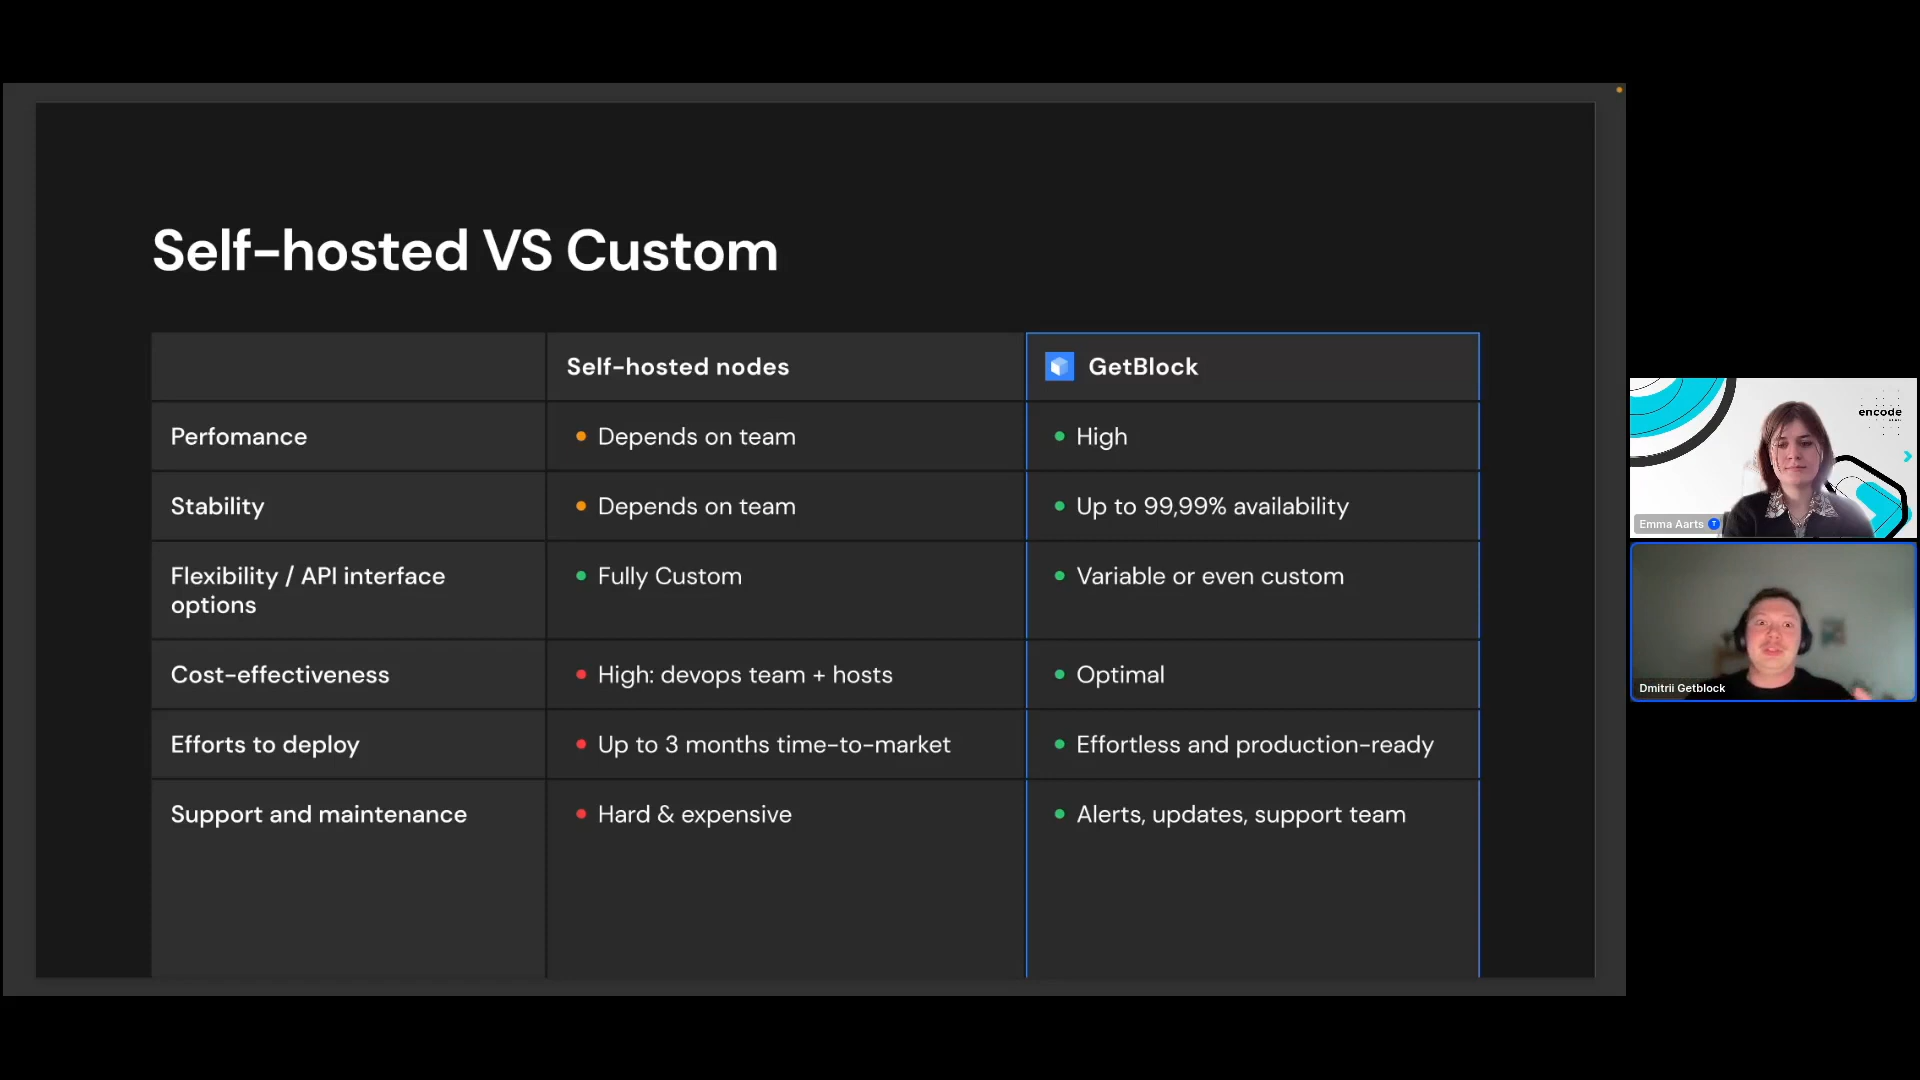 Self-hosted VS Custom
Self-hosted nodes
GetBlock
Perfomance
Depends on team
High
Stability
Depends on team
Up to 99,99% availability
Flexibility / API interface
options
Fully Custom
Variable or even custom
Cost-effectiveness
High: devops team + hosts
Optimal
Efforts to deploy
Up to 3 months time-to-market
Effortless and production-ready
Support and maintenance
Hard & expensive
Alerts, updates, support team
encode
Emma Aarts
Dmitrii Getblock